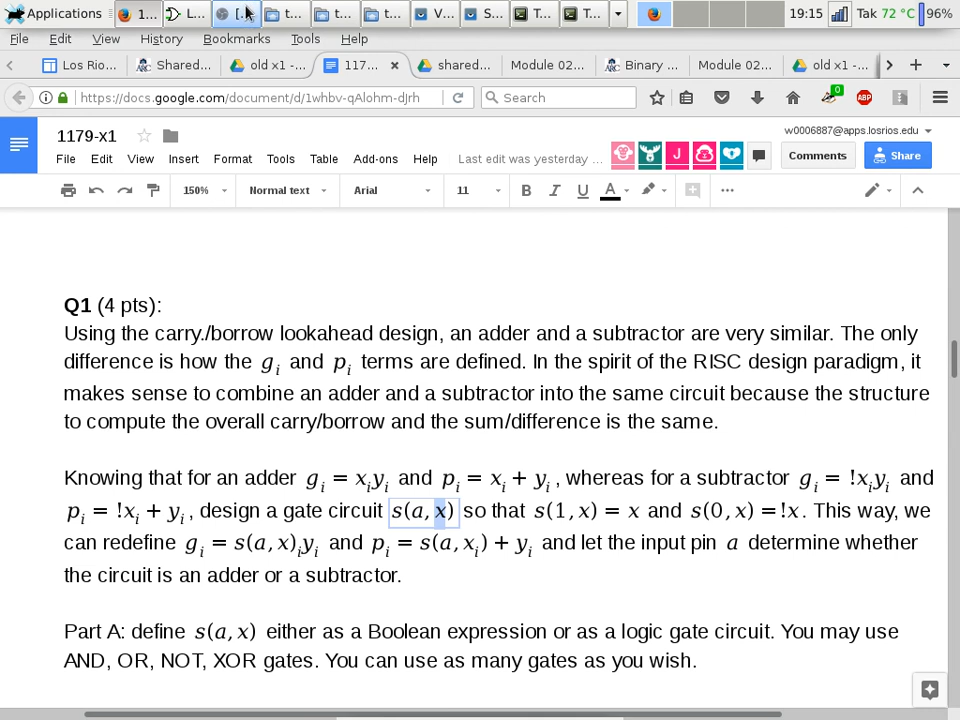 Applications 1... L... [. t... t... t... V... S... T... T... 19:15 Tak 72 °C 96%
File Edit View History Bookmarks Tools Help
Los Rio... Shared... old x1 -... 117... shared... Module 02... Binary ... Module 02... old x1 -...
https://docs.google.com/document/d/1whbv-qAlohm-dJrh Search 0 ABP
1179-x1 w0006887@apps.losrios.edu
File Edit View Insert Format Tools Table Add-ons Help Last edit was yesterday ... J Comments Share
150% Normal text Arial 11 B I U A
Q1 (4 pts):
Using the carry./borrow lookahead design, an adder and a subtractor are very similar. The only
difference is how the g_i and p_i terms are defined. In the spirit of the RISC design paradigm, it
makes sense to combine an adder and a subtractor into the same circuit because the structure
to compute the overall carry/borrow and the sum/difference is the same.
Knowing that for an adder g_i = x_i y_i and p_i = x_i + y_i , whereas for a subtractor g_i = !x_i y_i and
p_i = !x_i + y_i , design a gate circuit s(a, x) so that s(1, x) = x and s(0, x) =!x. This way, we
can redefine g_i = s(a, x)_i y_i and p_i = s(a, x_i) + y_i and let the input pin a determine whether
the circuit is an adder or a subtractor.
Part A: define s(a, x) either as a Boolean expression or as a logic gate circuit. You may use
AND, OR, NOT, XOR gates. You can use as many gates as you wish.